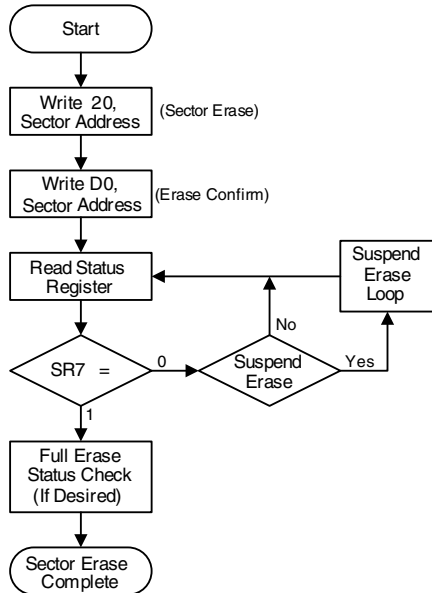 Start
Write 20,
Sector Address
(Sector Erase)
Write D0,
Sector Address
(Erase Confirm)
Read Status
Register
Suspend
Erase
Loop
No
SR7 =
0
Suspend
Erase
Yes
1
Full Erase
Status Check
(If Desired)
Sector Erase
Complete